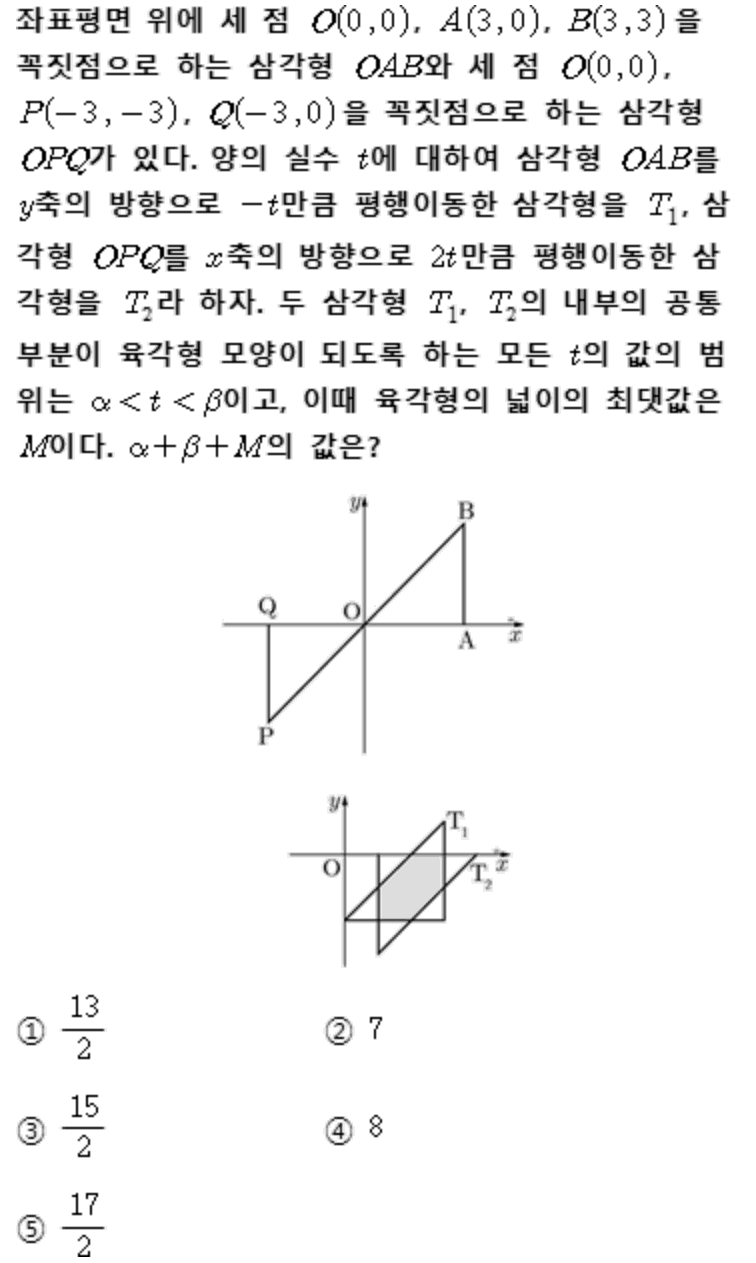 좌표평면 위에 세 점 O(0,0), A(3,0), B(3,3)을
꼭짓점으로 하는 삼각형 OAB와 세 점 O(0,0),
P(−3,−3), Q(−3,0)을 꼭짓점으로 하는 삼각형
OPQ가 있다. 양의 실수 t에 대하여 삼각형 OAB를
y축의 방향으로 −t만큼 평행이동한 삼각형을 T₁, 삼
각형 OPQ를 x축의 방향으로 2t만큼 평행이동한 삼
각형을 T₂라 하자. 두 삼각형 T₁, T₂의 내부의 공통
부분이 육각형 모양이 되도록 하는 모든 t의 값의 범
위는 α<t<β이고, 이때 육각형의 넓이의 최댓값은
M이다. α+β+M의 값은?
y
B
Q
O
A
x
P
y
T₁
O
T₂
x
① 13/2
② 7
③ 15/2
④ 8
⑤ 17/2